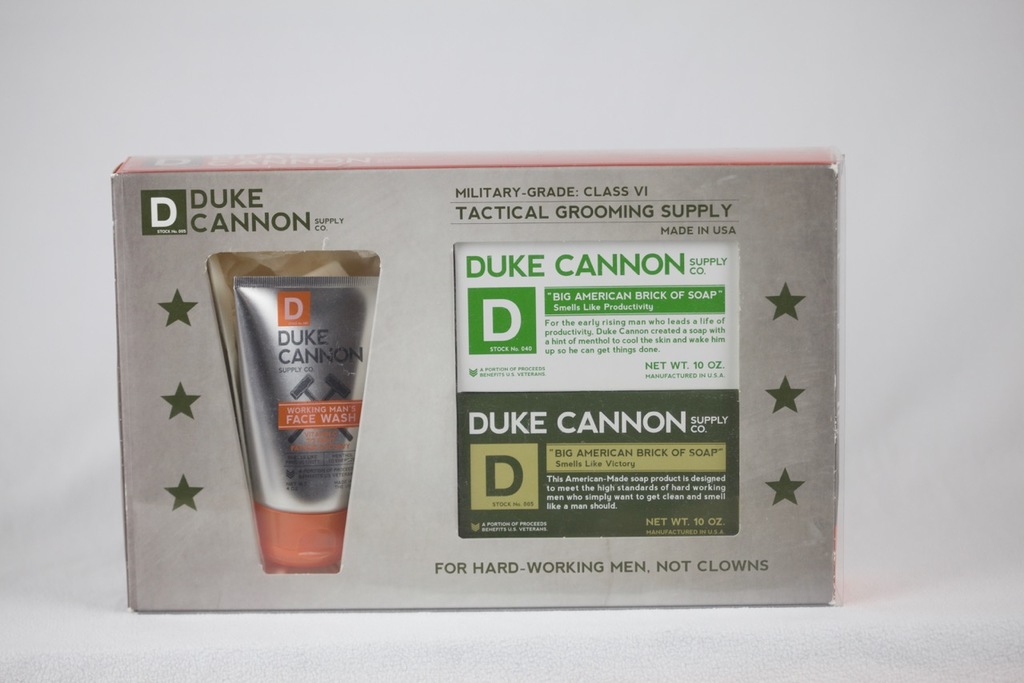 D
CANNON
D
STOCK No. 005
DUKE
CANNON SUPPLY CO.
MILITARY-GRADE: CLASS VI
TACTICAL GROOMING SUPPLY
MADE IN USA
D
DUKE
CANNON
SUPPLY CO.
WORKING MAN'S
FACE WASH
DUKE CANNON SUPPLY CO.
D
STOCK No. 040
"BIG AMERICAN BRICK OF SOAP"
Smells Like Productivity
For the early rising man who leads a life of
productivity, Duke Cannon created a soap with
a hint of menthol to cool the skin and wake him
up so he can get things done.
A PORTION OF PROCEEDS
BENEFITS U.S. VETERANS.
NET WT. 10 OZ.
MANUFACTURED IN U.S.A.
DUKE CANNON SUPPLY CO.
D
STOCK No. 005
"BIG AMERICAN BRICK OF SOAP"
Smells Like Victory
This American-Made soap product is designed
to meet the high standards of hard working
men who simply want to get clean and smell
like a man should.
A PORTION OF PROCEEDS
BENEFITS U.S. VETERANS.
NET WT. 10 OZ.
MANUFACTURED IN U.S.A.
FOR HARD-WORKING MEN, NOT CLOWNS